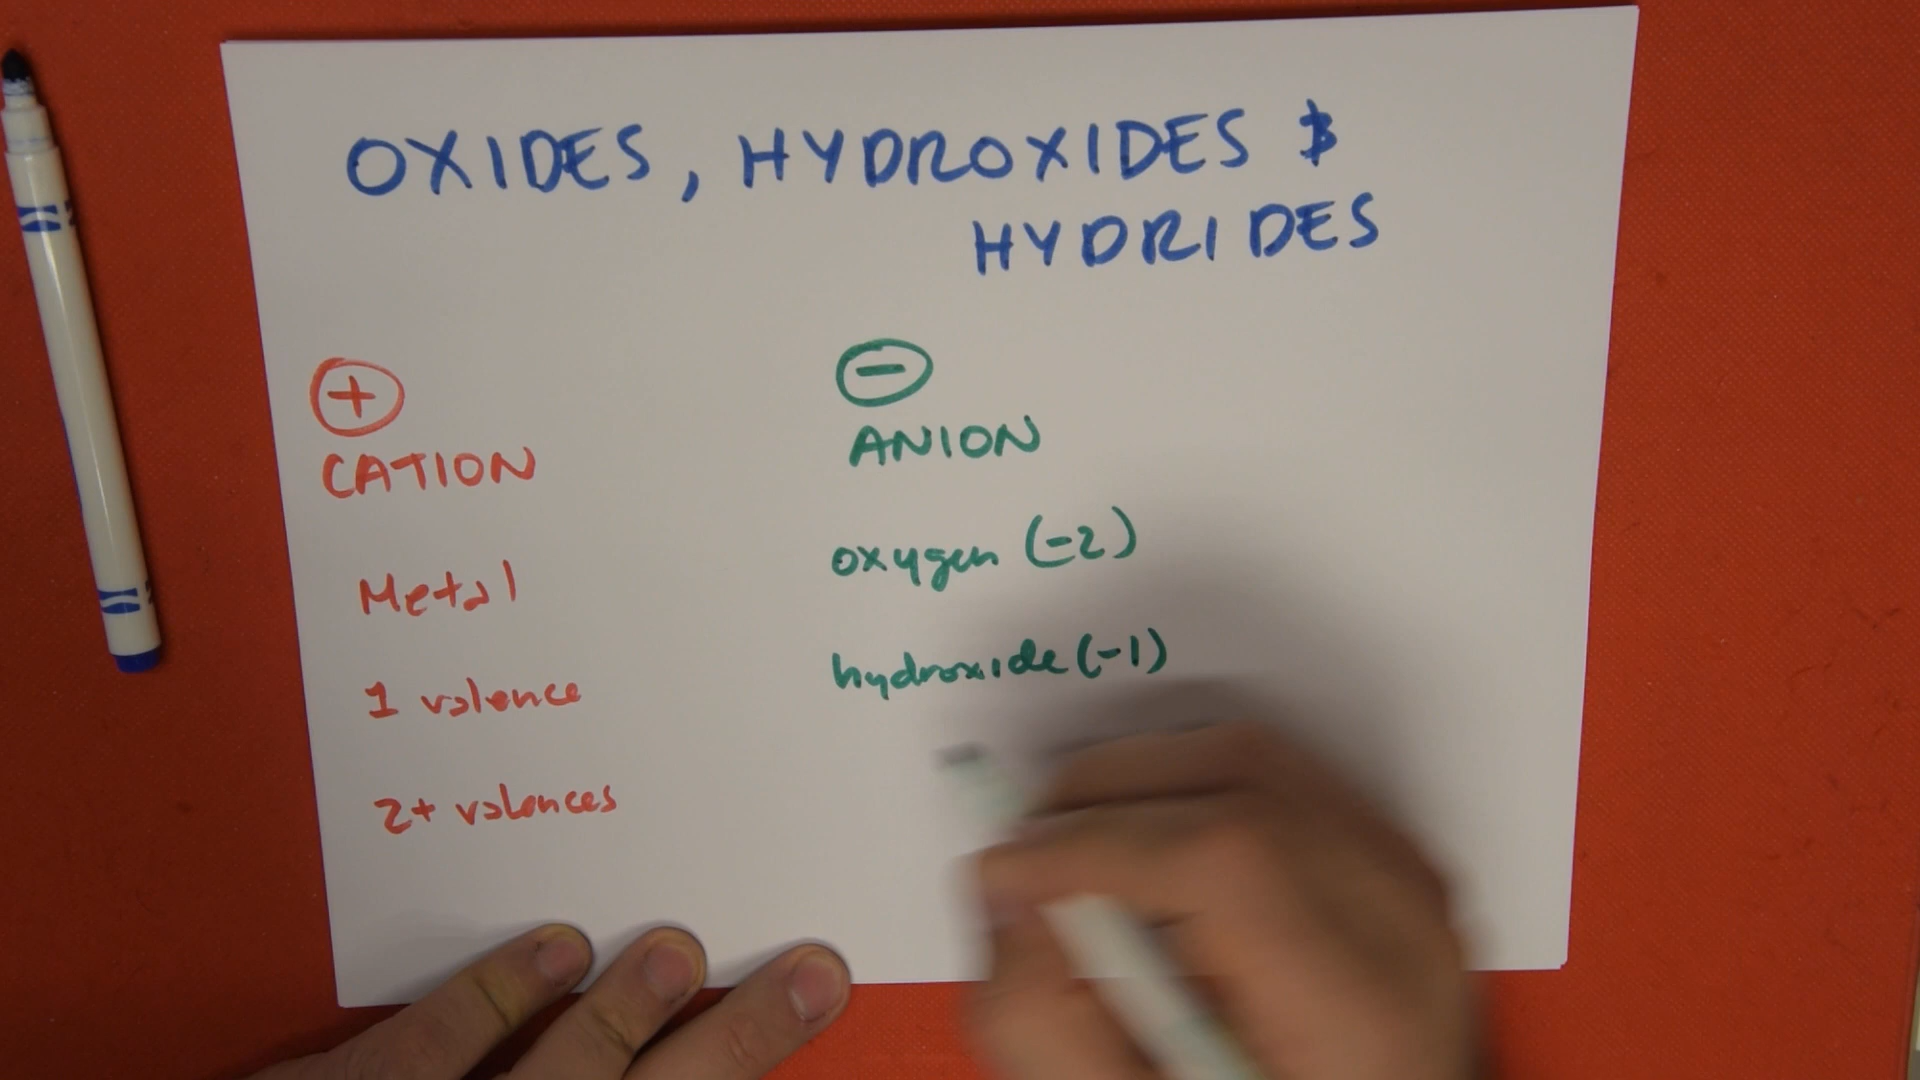 OXIDES, HYDROXIDES &
HYDRIDES
+
CATION
Metal
1 valence
2+ valences
−
ANION
oxygen (-2)
hydroxide (-1)